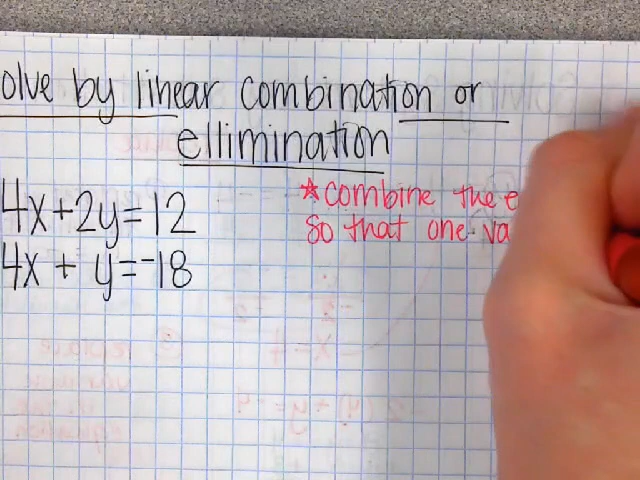 olve by linear combination or
ellimination
4x+2y=12
4x + y=-18
*combine the e
so that one va